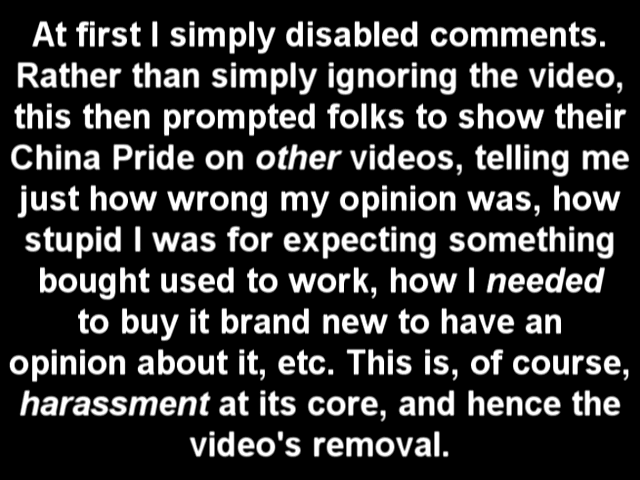 At first I simply disabled comments.
Rather than simply ignoring the video,
this then prompted folks to show their
China Pride on other videos, telling me
just how wrong my opinion was, how
stupid I was for expecting something
bought used to work, how I needed
to buy it brand new to have an
opinion about it, etc. This is, of course,
harassment at its core, and hence the
video's removal.